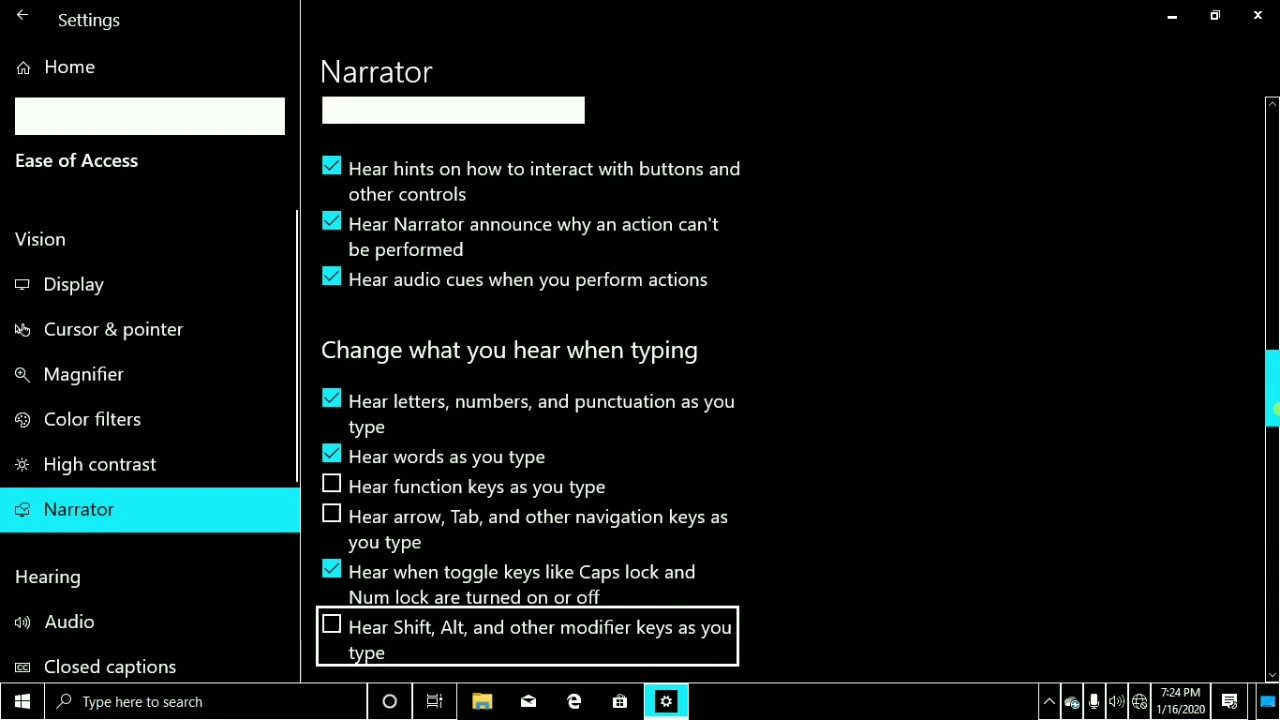 Settings
Home
Ease of Access
Vision
Display
Cursor & pointer
Magnifier
Color filters
High contrast
Narrator
Hearing
Audio
Closed captions
Narrator
Hear hints on how to interact with buttons and
other controls
Hear Narrator announce why an action can't
be performed
Hear audio cues when you perform actions
Change what you hear when typing
Hear letters, numbers, and punctuation as you
type
Hear words as you type
Hear function keys as you type
Hear arrow, Tab, and other navigation keys as
you type
Hear when toggle keys like Caps lock and
Num lock are turned on or off
Hear Shift, Alt, and other modifier keys as you
type
Type here to search
7:24 PM
1/16/2020